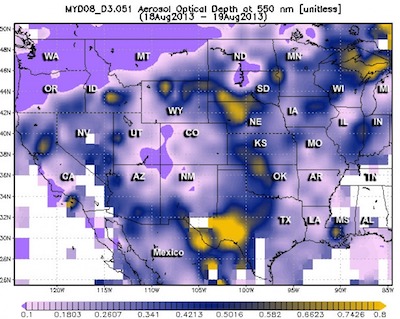 MYD08_D3.051 Aerosol Optical Depth at 550 nm [unitless]
(18Aug2013 – 19Aug2013)
50N
48N
46N
44N
42N
40N
38N
36N
34N
32N
30N
28N
26N
WA MT ND MN
OR ID SD WI M
WY
NE IA
NV UT CO IL IN
KS MO
CA AZ NM OK AR TN
TX LA MS AL
Mexico
120W 115W 110W 105W 100W 95W 90W 85W
0.1 0.1803 0.2607 0.341 0.4213 0.5016 0.582 0.6623 0.7426 0.8